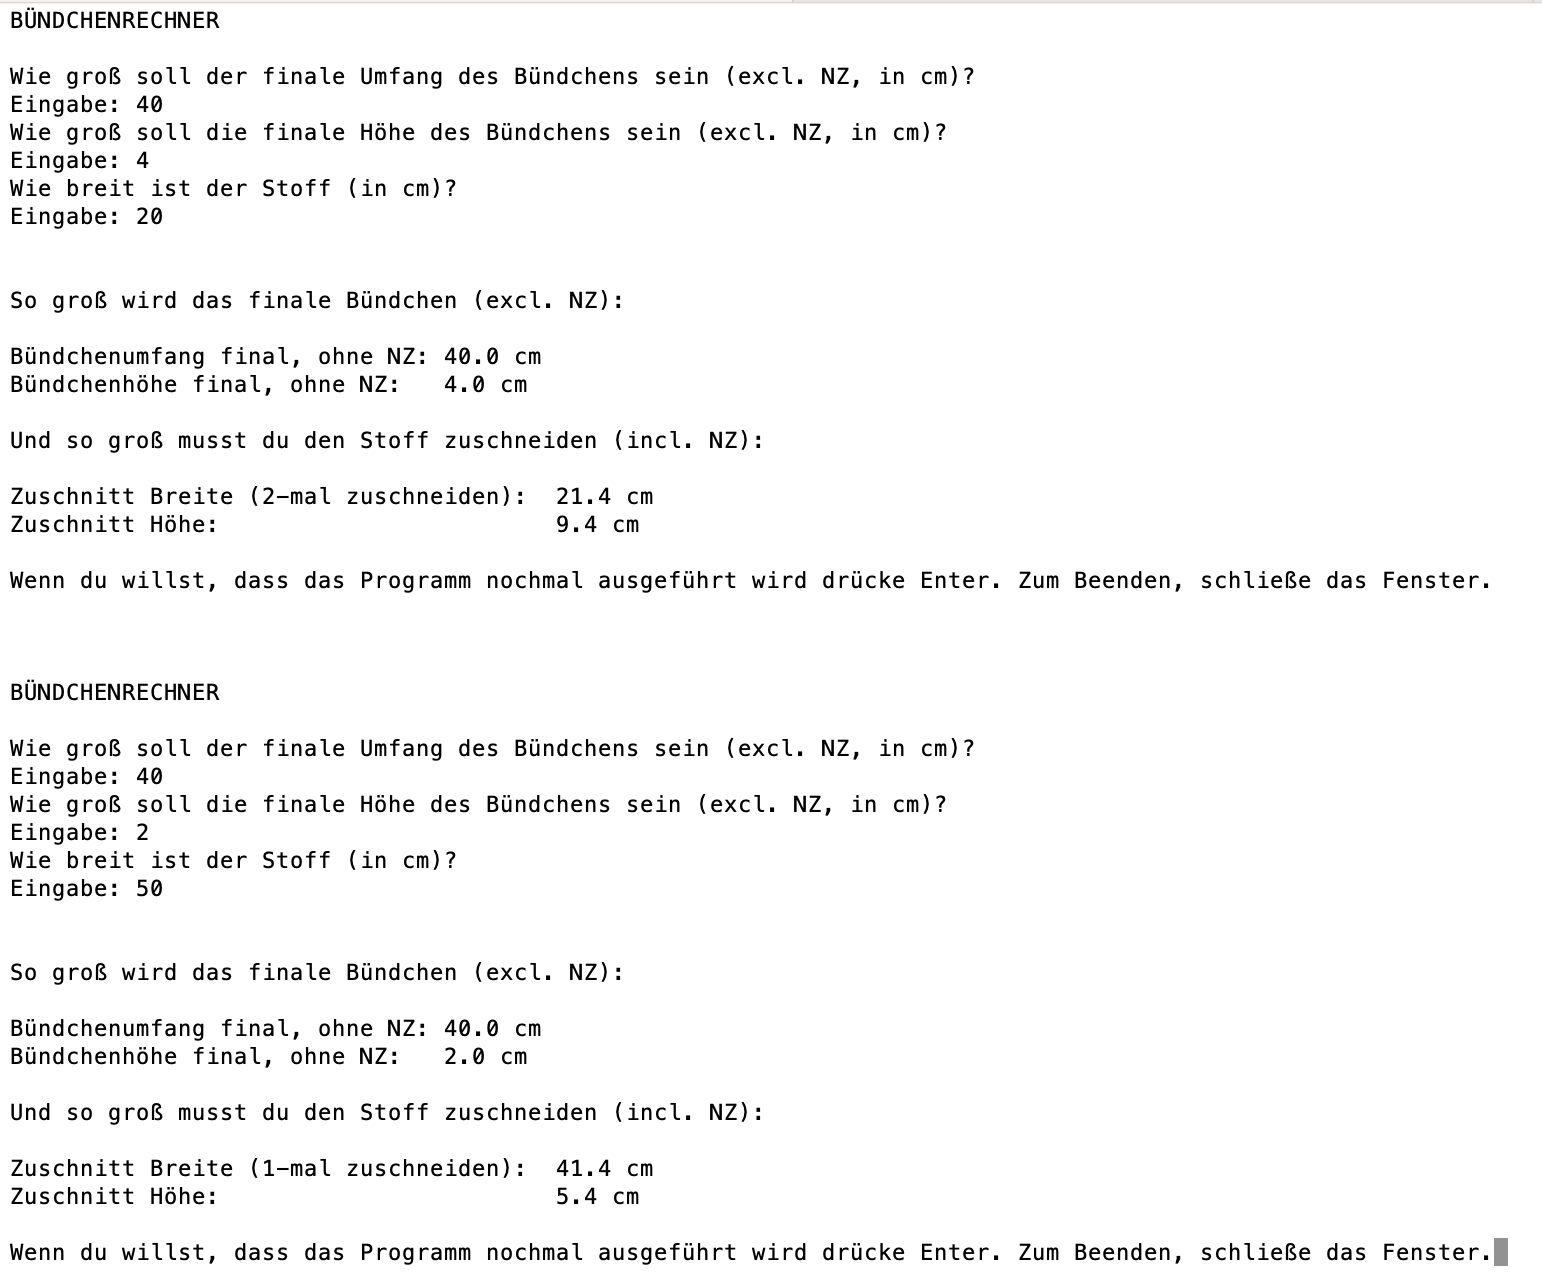 BÜNDCHENRECHNER
Wie groß soll der finale Umfang des Bündchens sein (excl. NZ, in cm)?
Eingabe: 40
Wie groß soll die finale Höhe des Bündchens sein (excl. NZ, in cm)?
Eingabe: 4
Wie breit ist der Stoff (in cm)?
Eingabe: 20
So groß wird das finale Bündchen (excl. NZ):
Bündchenumfang final, ohne NZ: 40.0 cm
Bündchenhöhe final, ohne NZ:   4.0 cm
Und so groß musst du den Stoff zuschneiden (incl. NZ):
Zuschnitt Breite (2-mal zuschneiden):  21.4 cm
Zuschnitt Höhe:                        9.4 cm
Wenn du willst, dass das Programm nochmal ausgeführt wird drücke Enter. Zum Beenden, schließe das Fenster.
BÜNDCHENRECHNER
Wie groß soll der finale Umfang des Bündchens sein (excl. NZ, in cm)?
Eingabe: 40
Wie groß soll die finale Höhe des Bündchens sein (excl. NZ, in cm)?
Eingabe: 2
Wie breit ist der Stoff (in cm)?
Eingabe: 50
So groß wird das finale Bündchen (excl. NZ):
Bündchenumfang final, ohne NZ: 40.0 cm
Bündchenhöhe final, ohne NZ:   2.0 cm
Und so groß musst du den Stoff zuschneiden (incl. NZ):
Zuschnitt Breite (1-mal zuschneiden):  41.4 cm
Zuschnitt Höhe:                        5.4 cm
Wenn du willst, dass das Programm nochmal ausgeführt wird drücke Enter. Zum Beenden, schließe das Fenster.